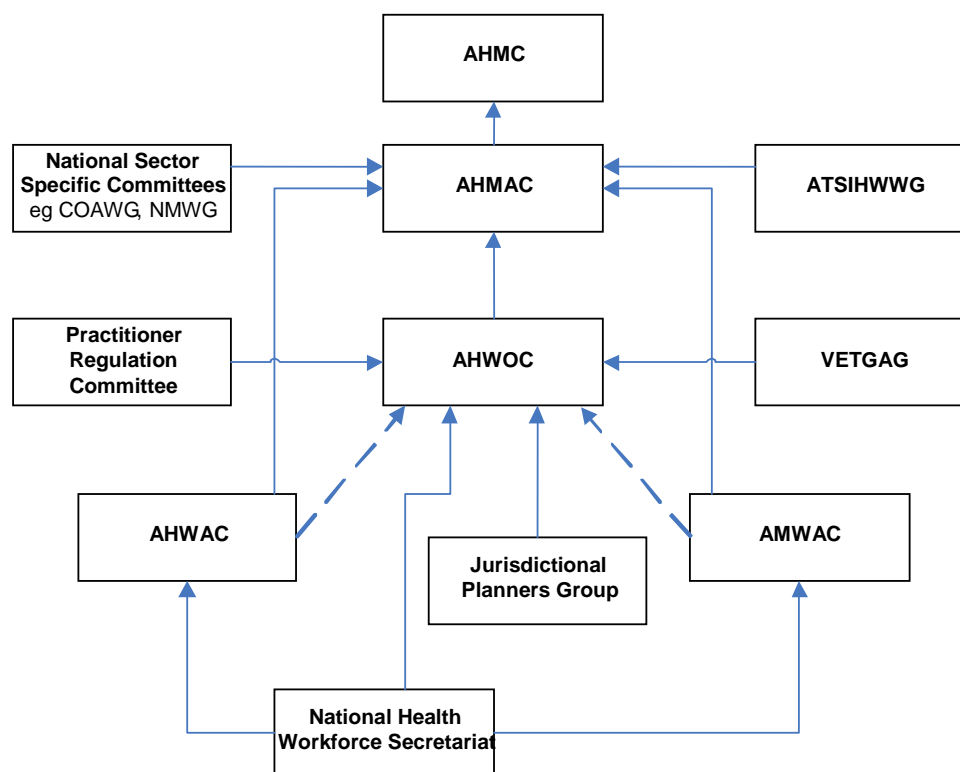 AHMC
National Sector
Specific Committees
eg COAWG, NMWG
AHMAC
ATSIHWWG
Practitioner
Regulation
Committee
AHWOC
VETGAG
AHWAC
Jurisdictional
Planners Group
AMWAC
National Health
Workforce Secretariat